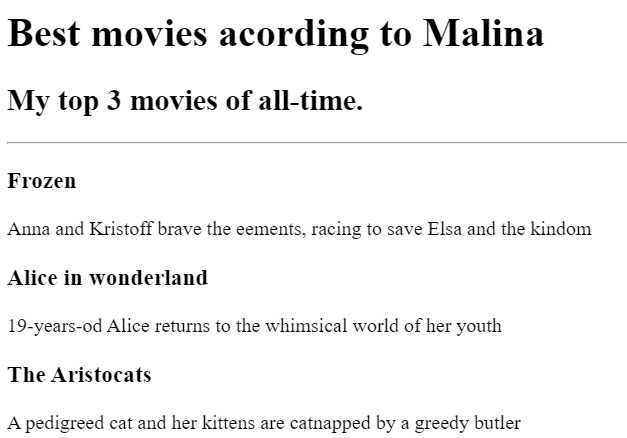 Best movies acording to Malina
My top 3 movies of all-time.
Frozen
Anna and Kristoff brave the eements, racing to save Elsa and the kindom
Alice in wonderland
19-years-od Alice returns to the whimsical world of her youth
The Aristocats
A pedigreed cat and her kittens are catnapped by a greedy butler